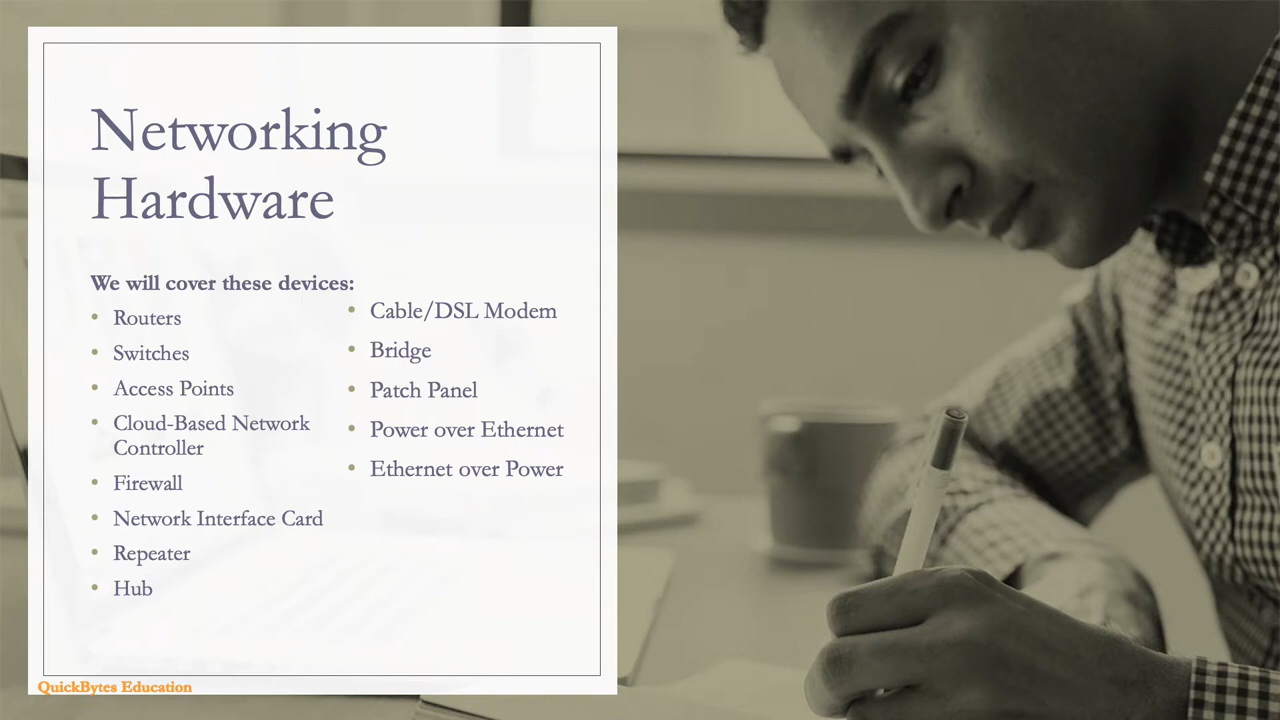 Networking
Hardware
We will cover these devices:
• Routers
• Switches
• Access Points
• Cloud-Based Network
Controller
• Firewall
• Network Interface Card
• Repeater
• Hub
• Cable/DSL Modem
• Bridge
• Patch Panel
• Power over Ethernet
• Ethernet over Power
QuickBytes Education